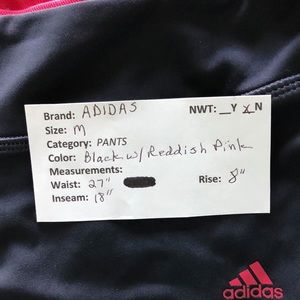 Brand: ADIDAS NWT: __Y X N
Size: M
Category: PANTS
Color: Black w/ Reddish Pink
Measurements:
Waist: 27" Rise: 8"
Inseam: 18"
adidas